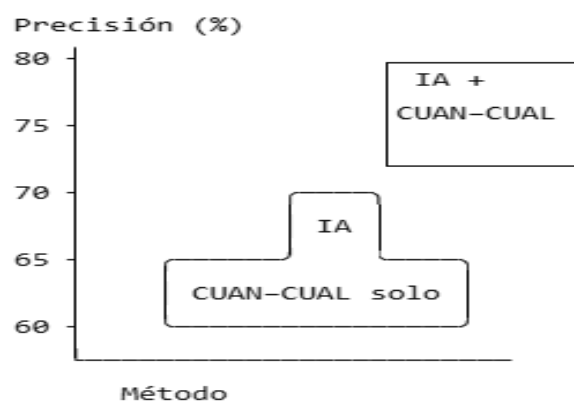 Precisión (%)
80
IA +
CUAN-CUAL
75
70
IA
65
CUAN-CUAL solo
60
Método